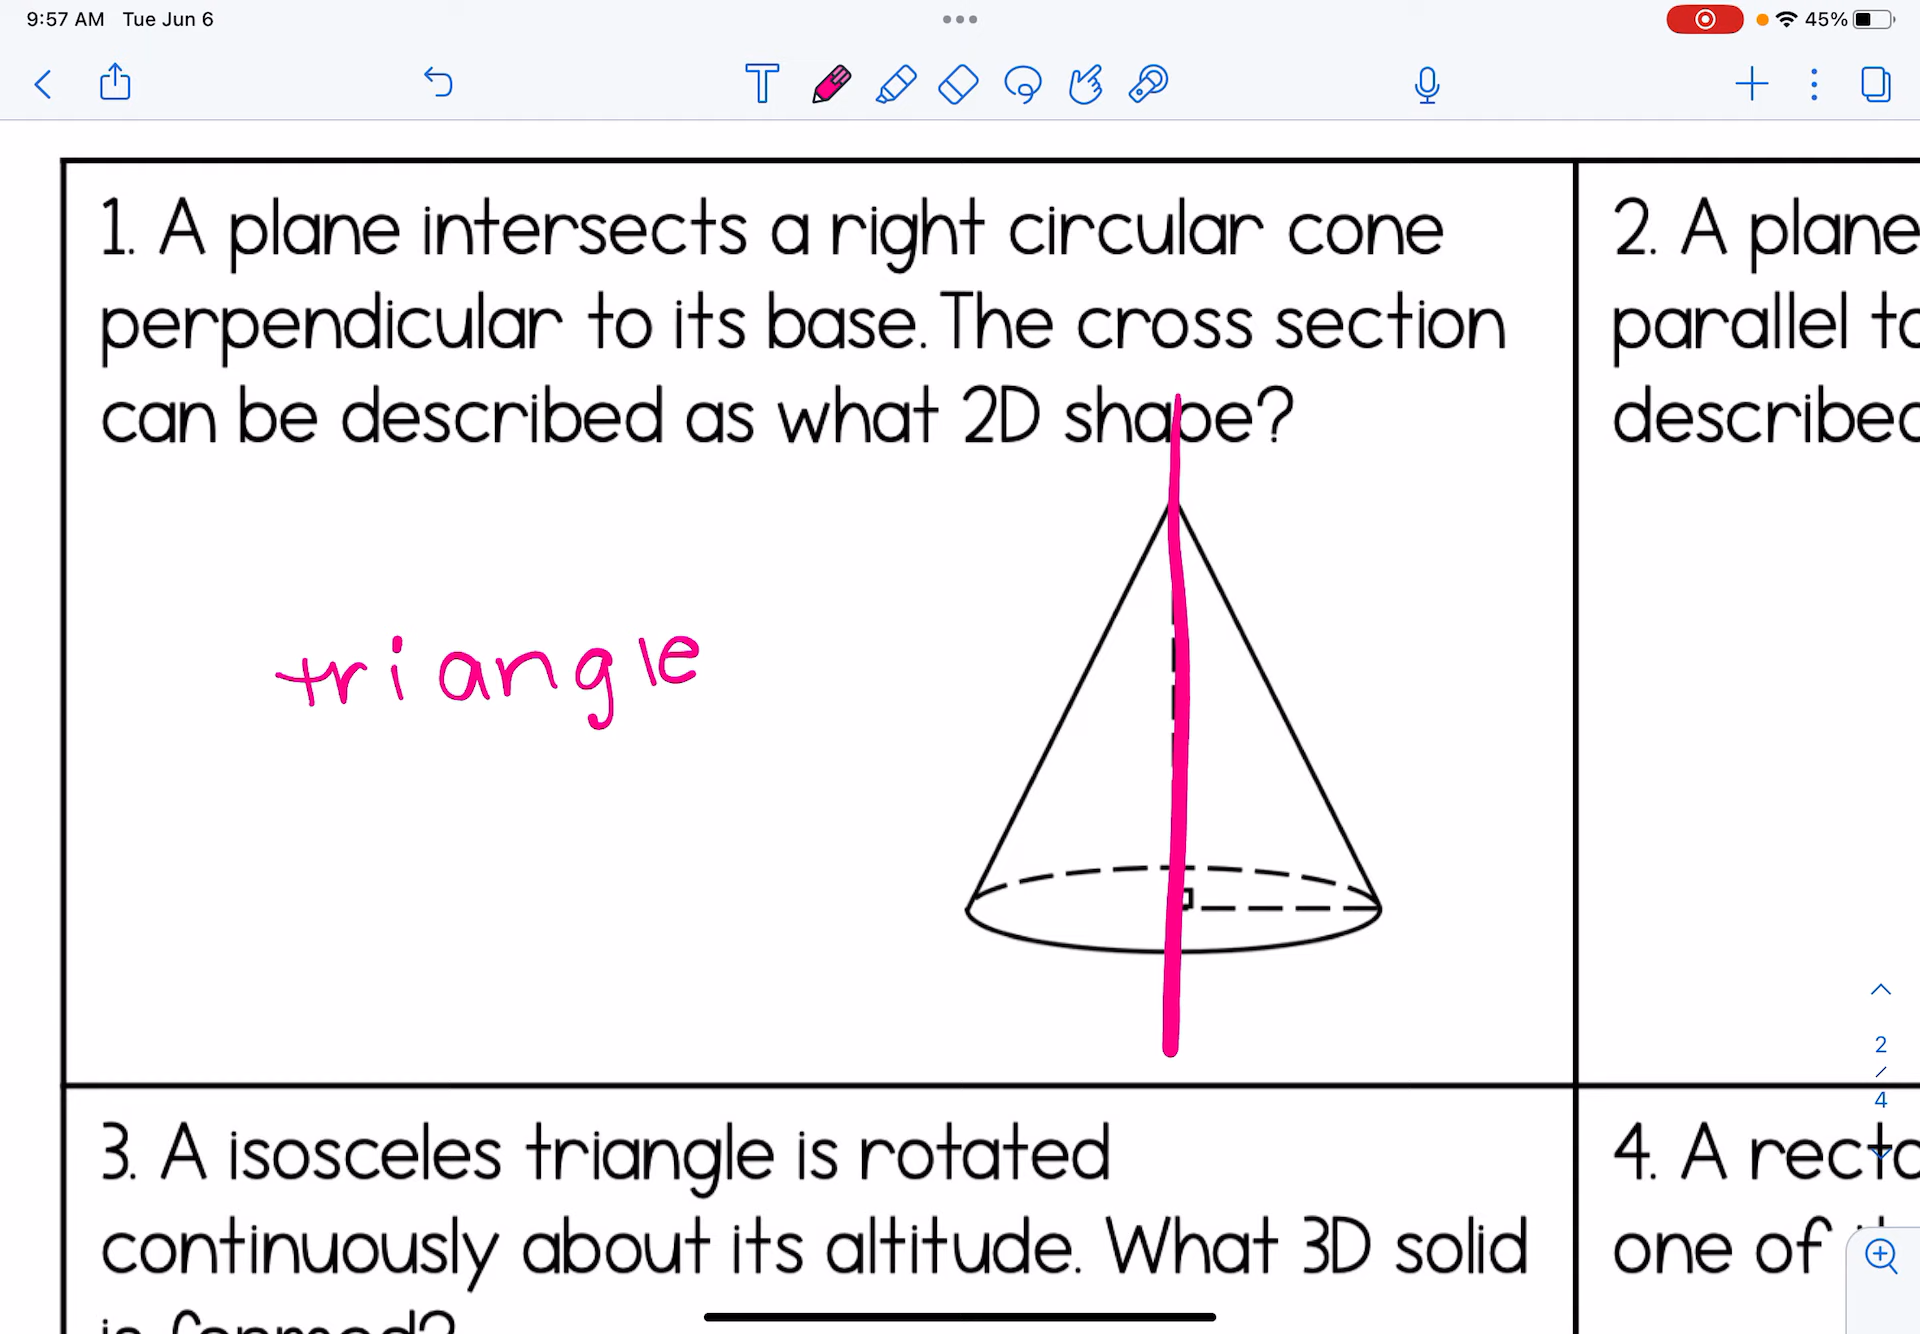 9:57 AM Tue Jun 6
45%
T
1. A plane intersects a right circular cone
perpendicular to its base. The cross section
can be described as what 2D shape?
triangle
2. A plane
parallel to
described
3. A isosceles triangle is rotated
continuously about its altitude. What 3D solid
is formed?
4. A recta
one of
2
/
4